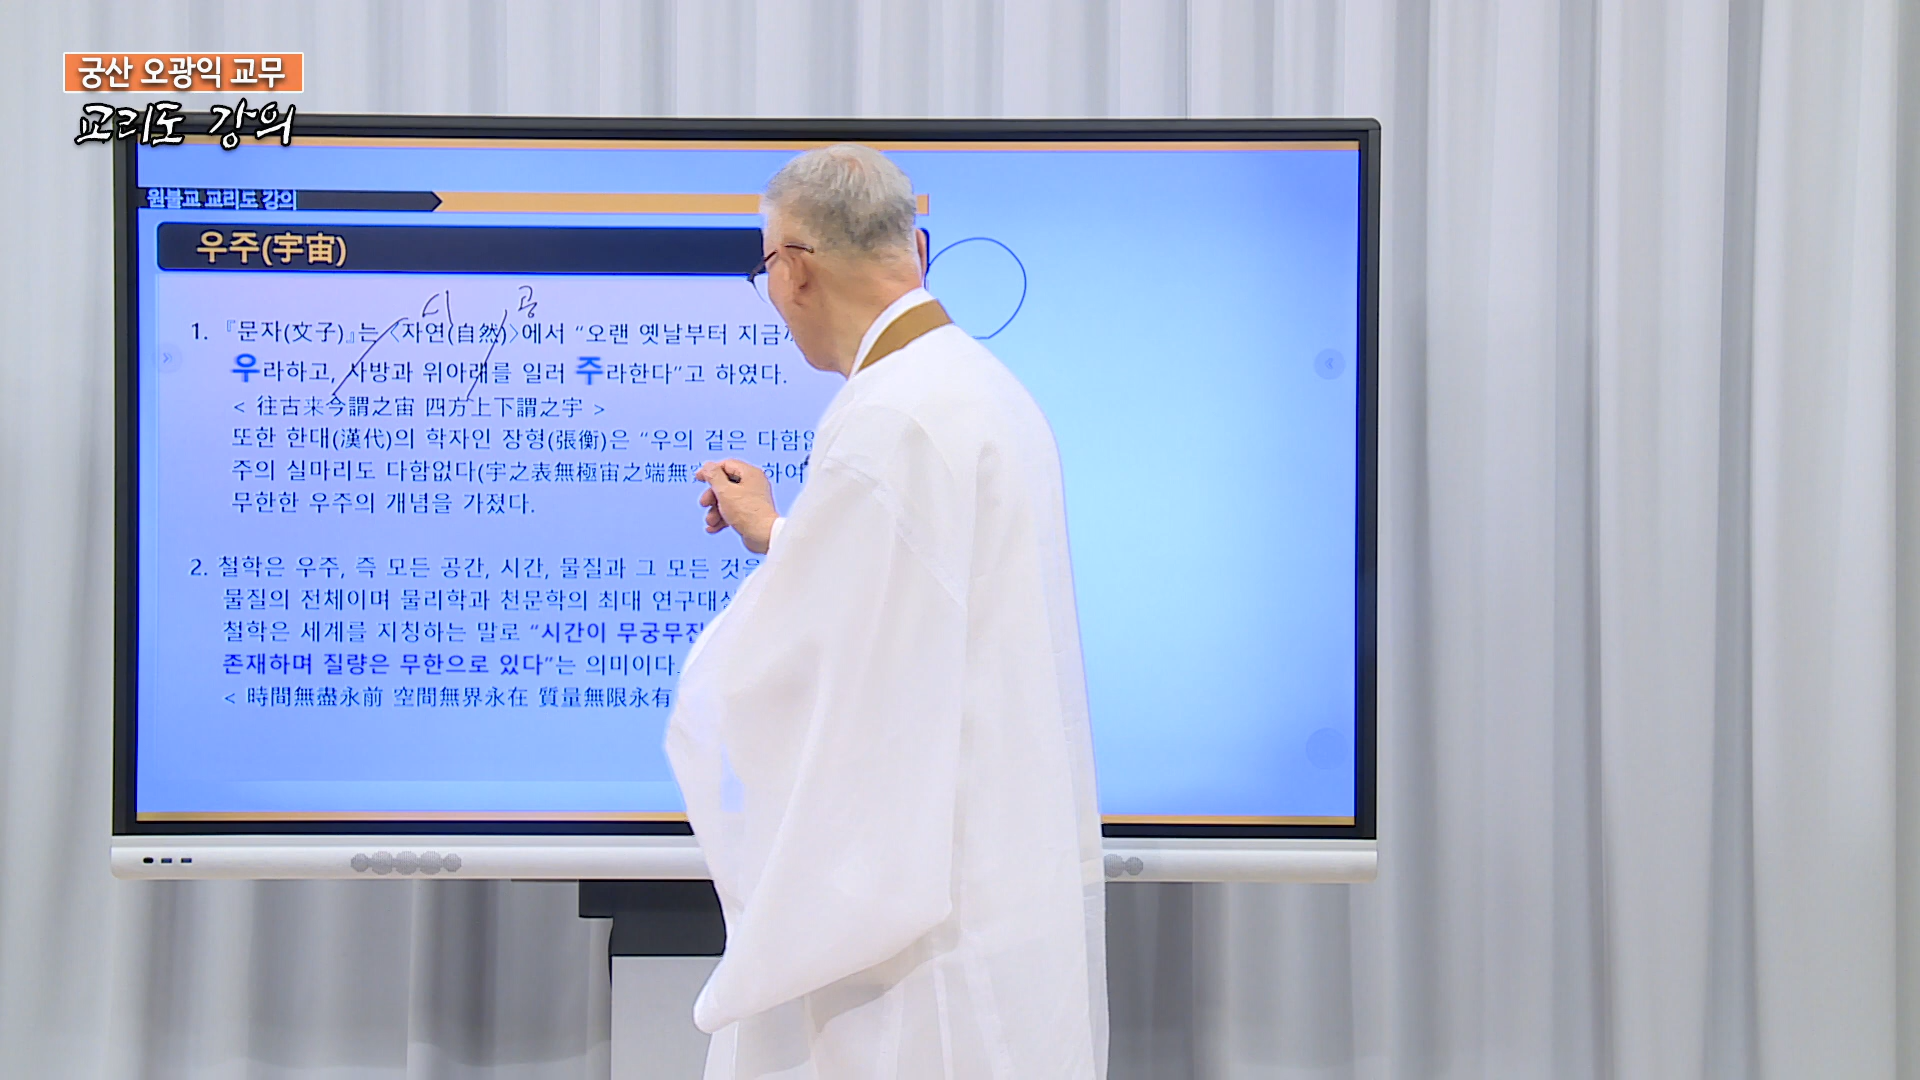 궁산 오광익 교무
교리도 강의
원불교 교리도 강의
우주(宇宙)
시 공
1. 『문자(文子)』는 〈자연(自然)〉에서 “오랜 옛날부터 지금
우라하고, 사방과 위아래를 일러 주라한다”고 하였다.
< 往古来今謂之宙 四方上下謂之宇 >
또한 한대(漢代)의 학자인 장형(張衡)은 “우의 겉은 다함
주의 실마리도 다함없다(宇之表無極宙之端無 하여
무한한 우주의 개념을 가졌다.
2. 철학은 우주, 즉 모든 공간, 시간, 물질과 그 모든 것은
물질의 전체이며 물리학과 천문학의 최대 연구대상
철학은 세계를 지칭하는 말로 “시간이 무궁무진
존재하며 질량은 무한으로 있다”는 의미이다.
< 時間無盡永前 空間無界永在 質量無限永有